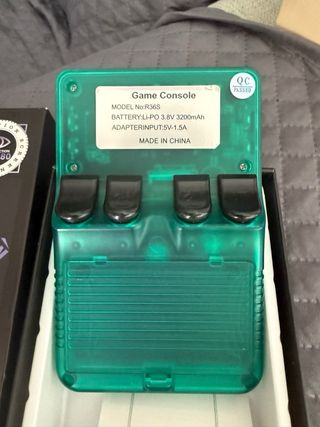 Game Console
MODEL No:R36S
BATTERY:LI-PO 3.8V 3200mAh
ADAPTERINPUT:5V-1.5A
MADE IN CHINA
QC
PASSED